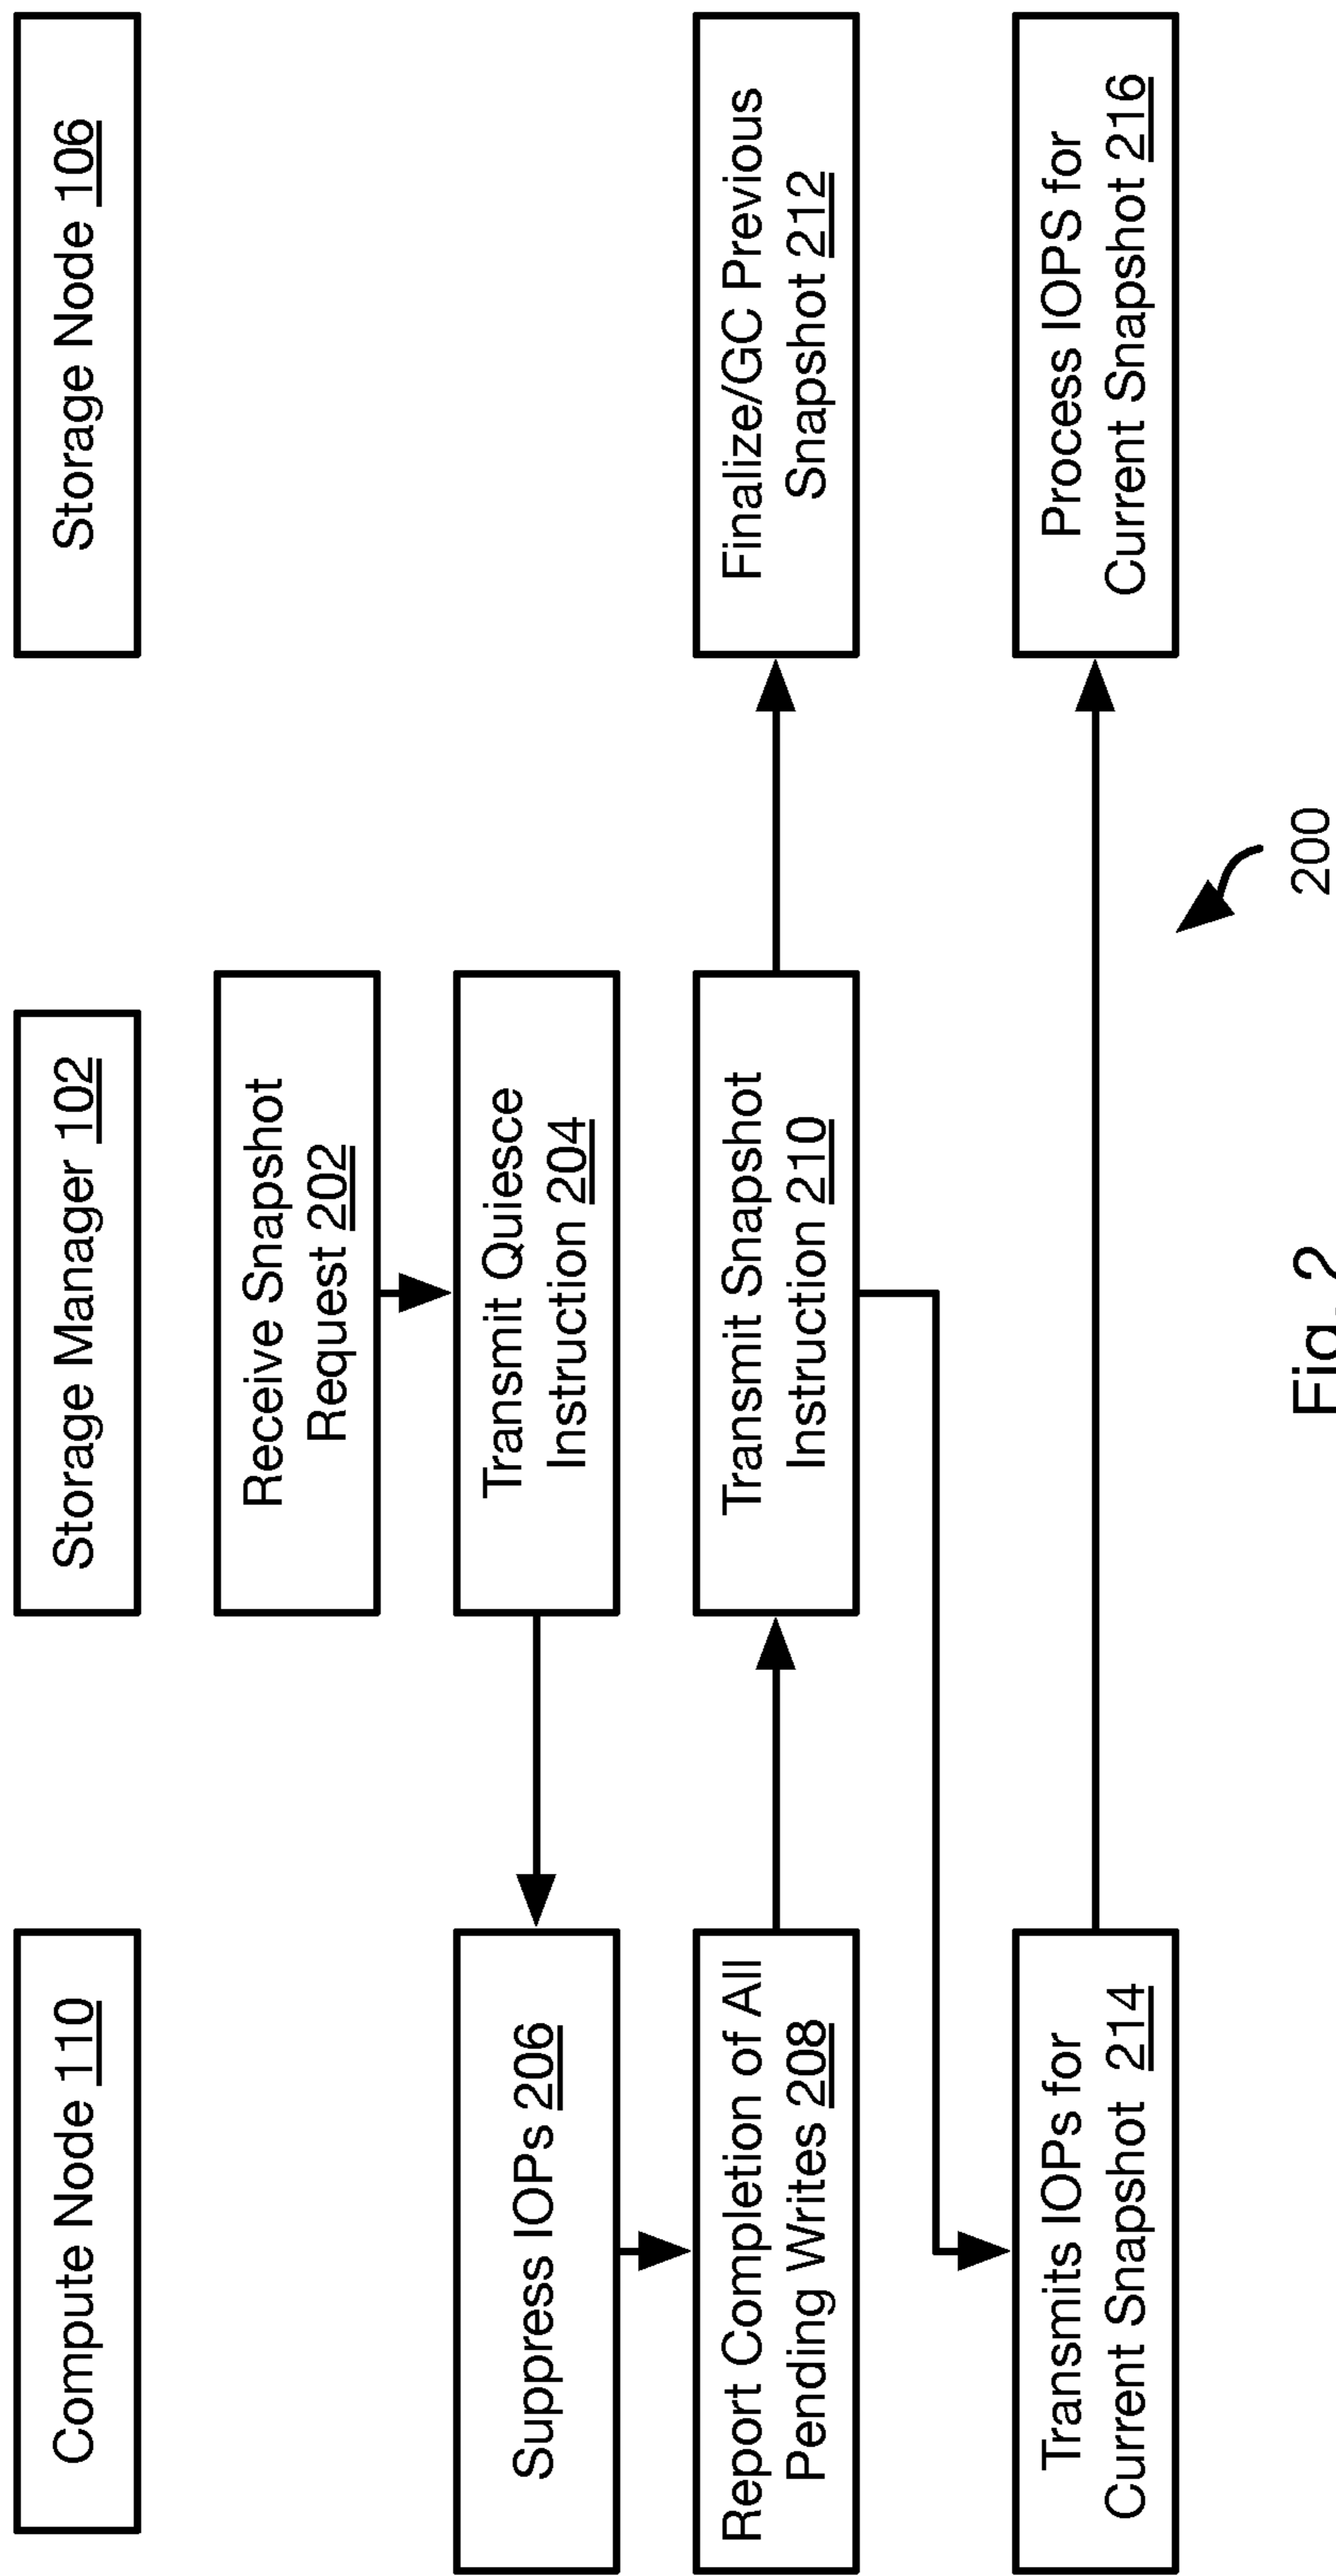 Compute Node 110
Storage Manager 102
Storage Node 106
Receive Snapshot
Request 202
Transmit Quiesce
Instruction 204
Suppress IOPs 206
Report Completion of All
Pending Writes 208
Transmit Snapshot
Instruction 210
Finalize/GC Previous
Snapshot 212
Transmits IOPs for
Current Snapshot 214
Process IOPS for
Current Snapshot 216
200
Fig. 2